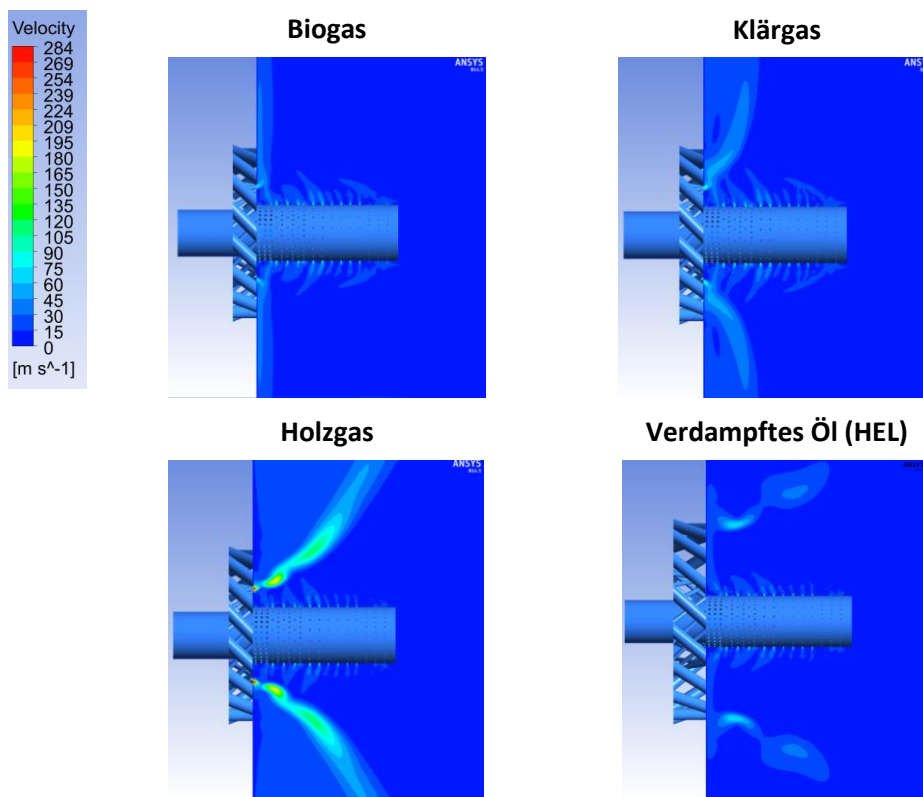 Velocity
284
269
254
239
224
209
195
180
165
150
135
120
105
90
75
60
45
30
15
0
[m s^-1]
Biogas
ANSYS
Klärgas
ANSYS
Holzgas
ANSYS
Verdampftes Öl (HEL)